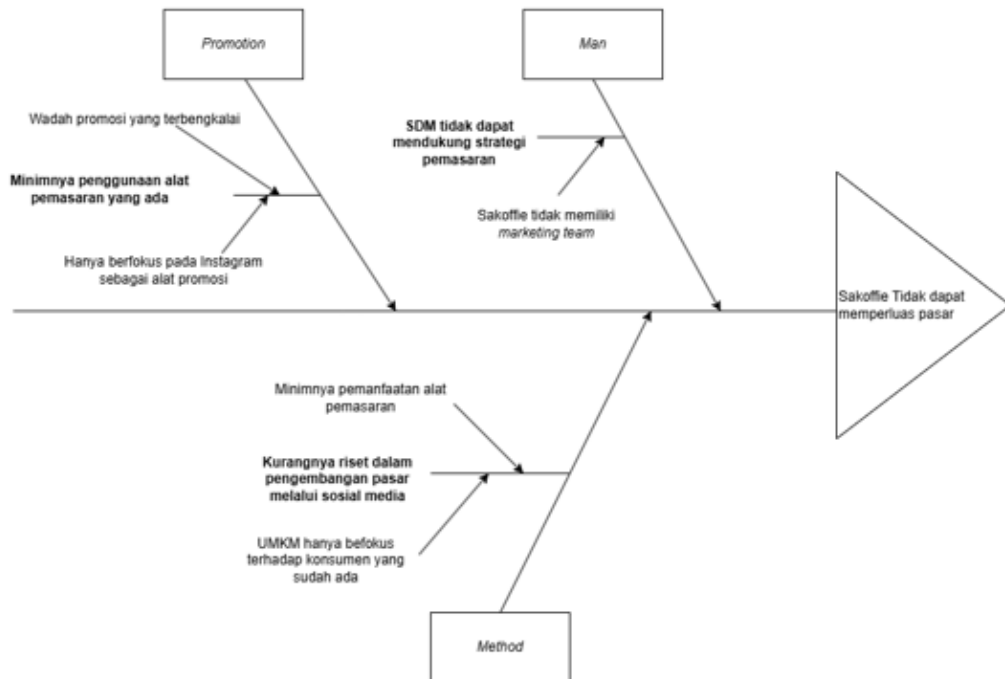 Promotion
Man
Wadah promosi yang terbengkalai
Minimnya penggunaan alat
pemasaran yang ada
Hanya berfokus pada Instagram
sebagai alat promosi
SDM tidak dapat
mendukung strategi
pemasaran
Sakoffie tidak memiliki
marketing team
Sakoffie Tidak dapat
memperluas pasar
Minimnya pemanfaatan alat
pemasaran
Kurangnya riset dalam
pengembangan pasar
melalui sosial media
UMKM hanya befokus
terhadap konsumen yang
sudah ada
Method